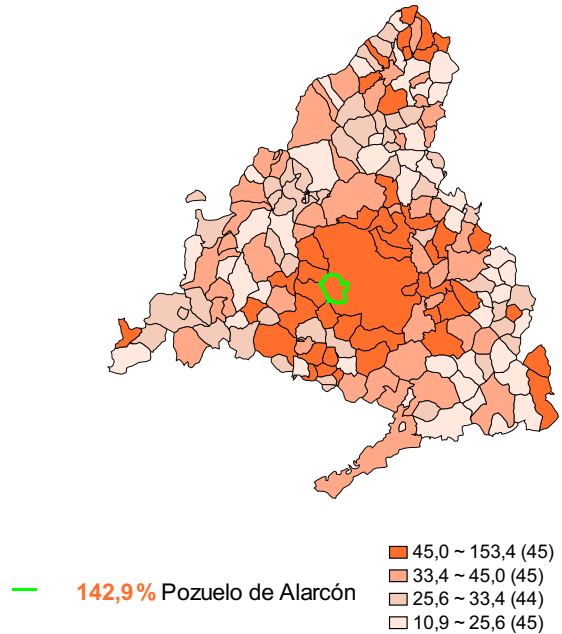 45,0 ~ 153,4 (45)
33,4 ~ 45,0 (45)
25,6 ~ 33,4 (44)
10,9 ~ 25,6 (45)
142,9 % Pozuelo de Alarcón